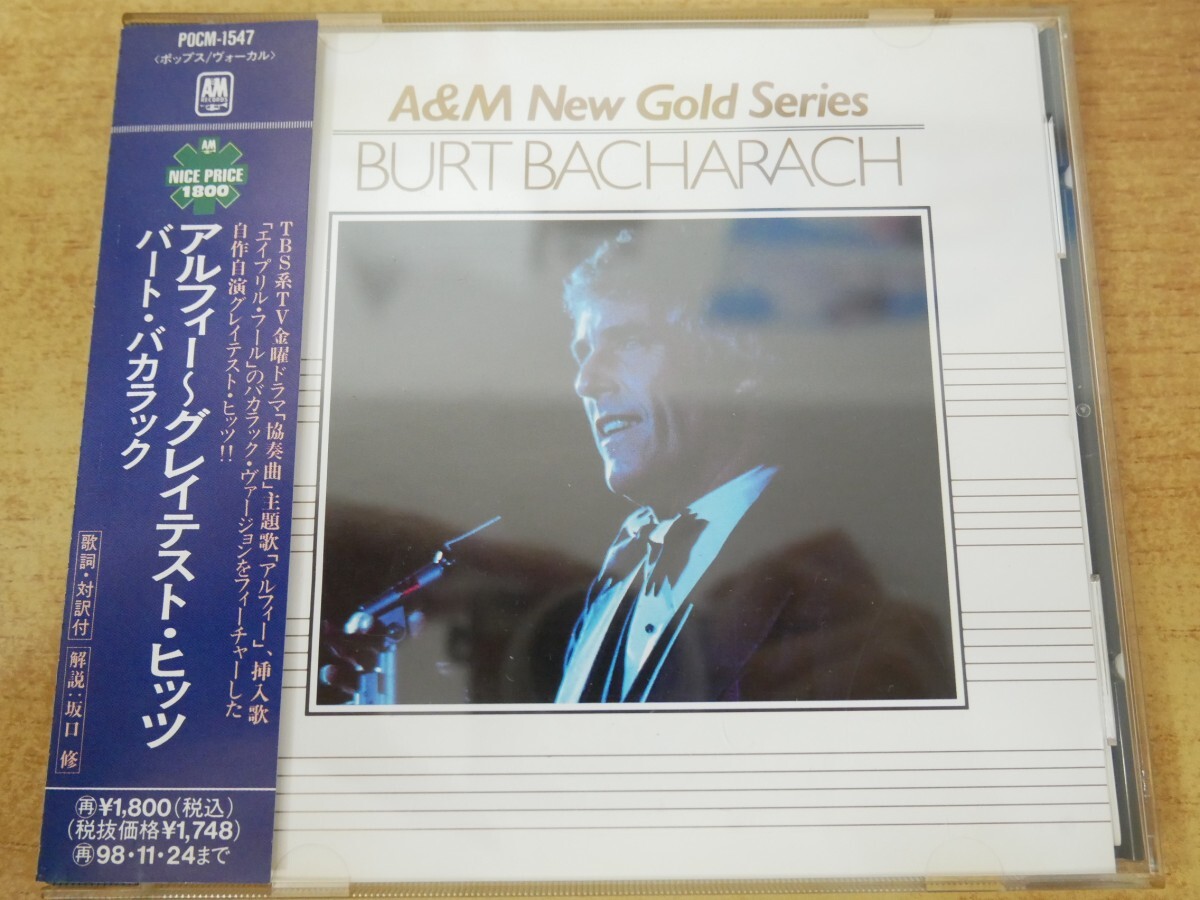 POCM-1547
〈ポップス/ヴォーカル〉
AM
RECORDS
AM
NICE PRICE
1800
TBS系TV金曜ドラマ「協奏曲」主題歌「アルフィー」、挿入歌
「エイプリル・フール」のバカラック・ヴァージョンをフィーチャーした
自作自演グレイテスト・ヒッツ!!
アルフィー〜グレイテスト・ヒッツ
バート・バカラック
歌詞・対訳付
解説:坂口 修
再¥1,800(税込)
(税抜価格¥1,748)
再98・11・24まで
A&M New Gold Series
BURT BACHARACH